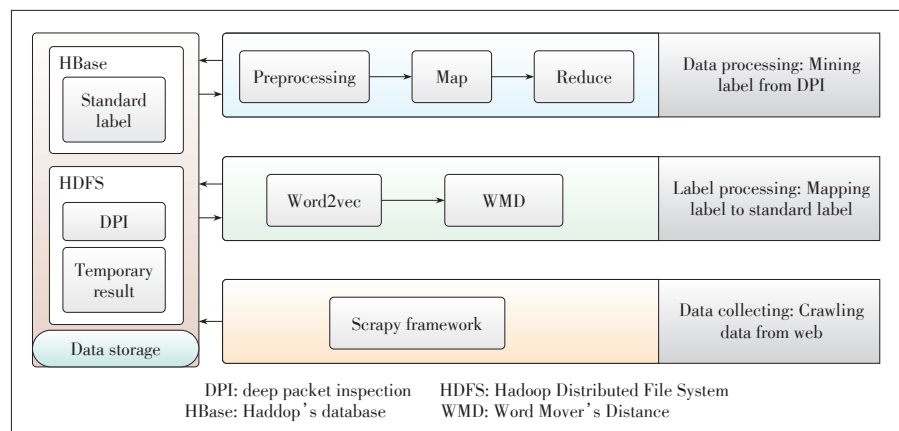 HBase
Standard
label
HDFS
DPI
Temporary
result
Data storage
Preprocessing
Map
Reduce
Data processing: Mining
label from DPI
Word2vec
WMD
Label processing: Mapping
label to standard label
Scrapy framework
Data collecting: Crawling
data from web
DPI: deep packet inspection
HDFS: Hadoop Distributed File System
HBase: Haddop’s database
WMD: Word Mover’s Distance